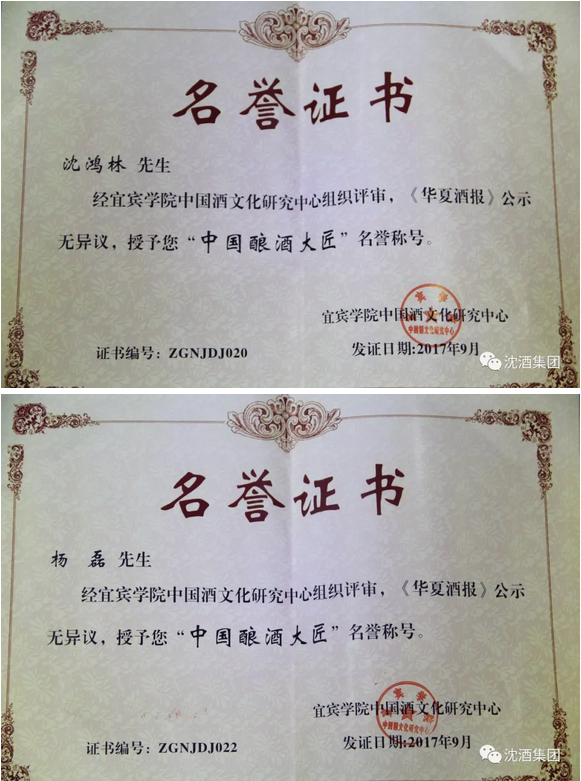 名誉证书
沈鸿林 先生
经宜宾学院中国酒文化研究中心组织评审，《华夏酒报》公示
无异议，授予您“中国酿酒大匠”名誉称号。
宜宾学院中国酒文化研究中心
证书编号：ZGNJDJ020
发证日期:2017年9月
沈酒集团
名誉证书
杨 磊 先生
经宜宾学院中国酒文化研究中心组织评审，《华夏酒报》公示
无异议，授予您“中国酿酒大匠”名誉称号。
宜宾学院中国酒文化研究中心
证书编号：ZGNJDJ022
发证日期:2017年9月
沈酒集团